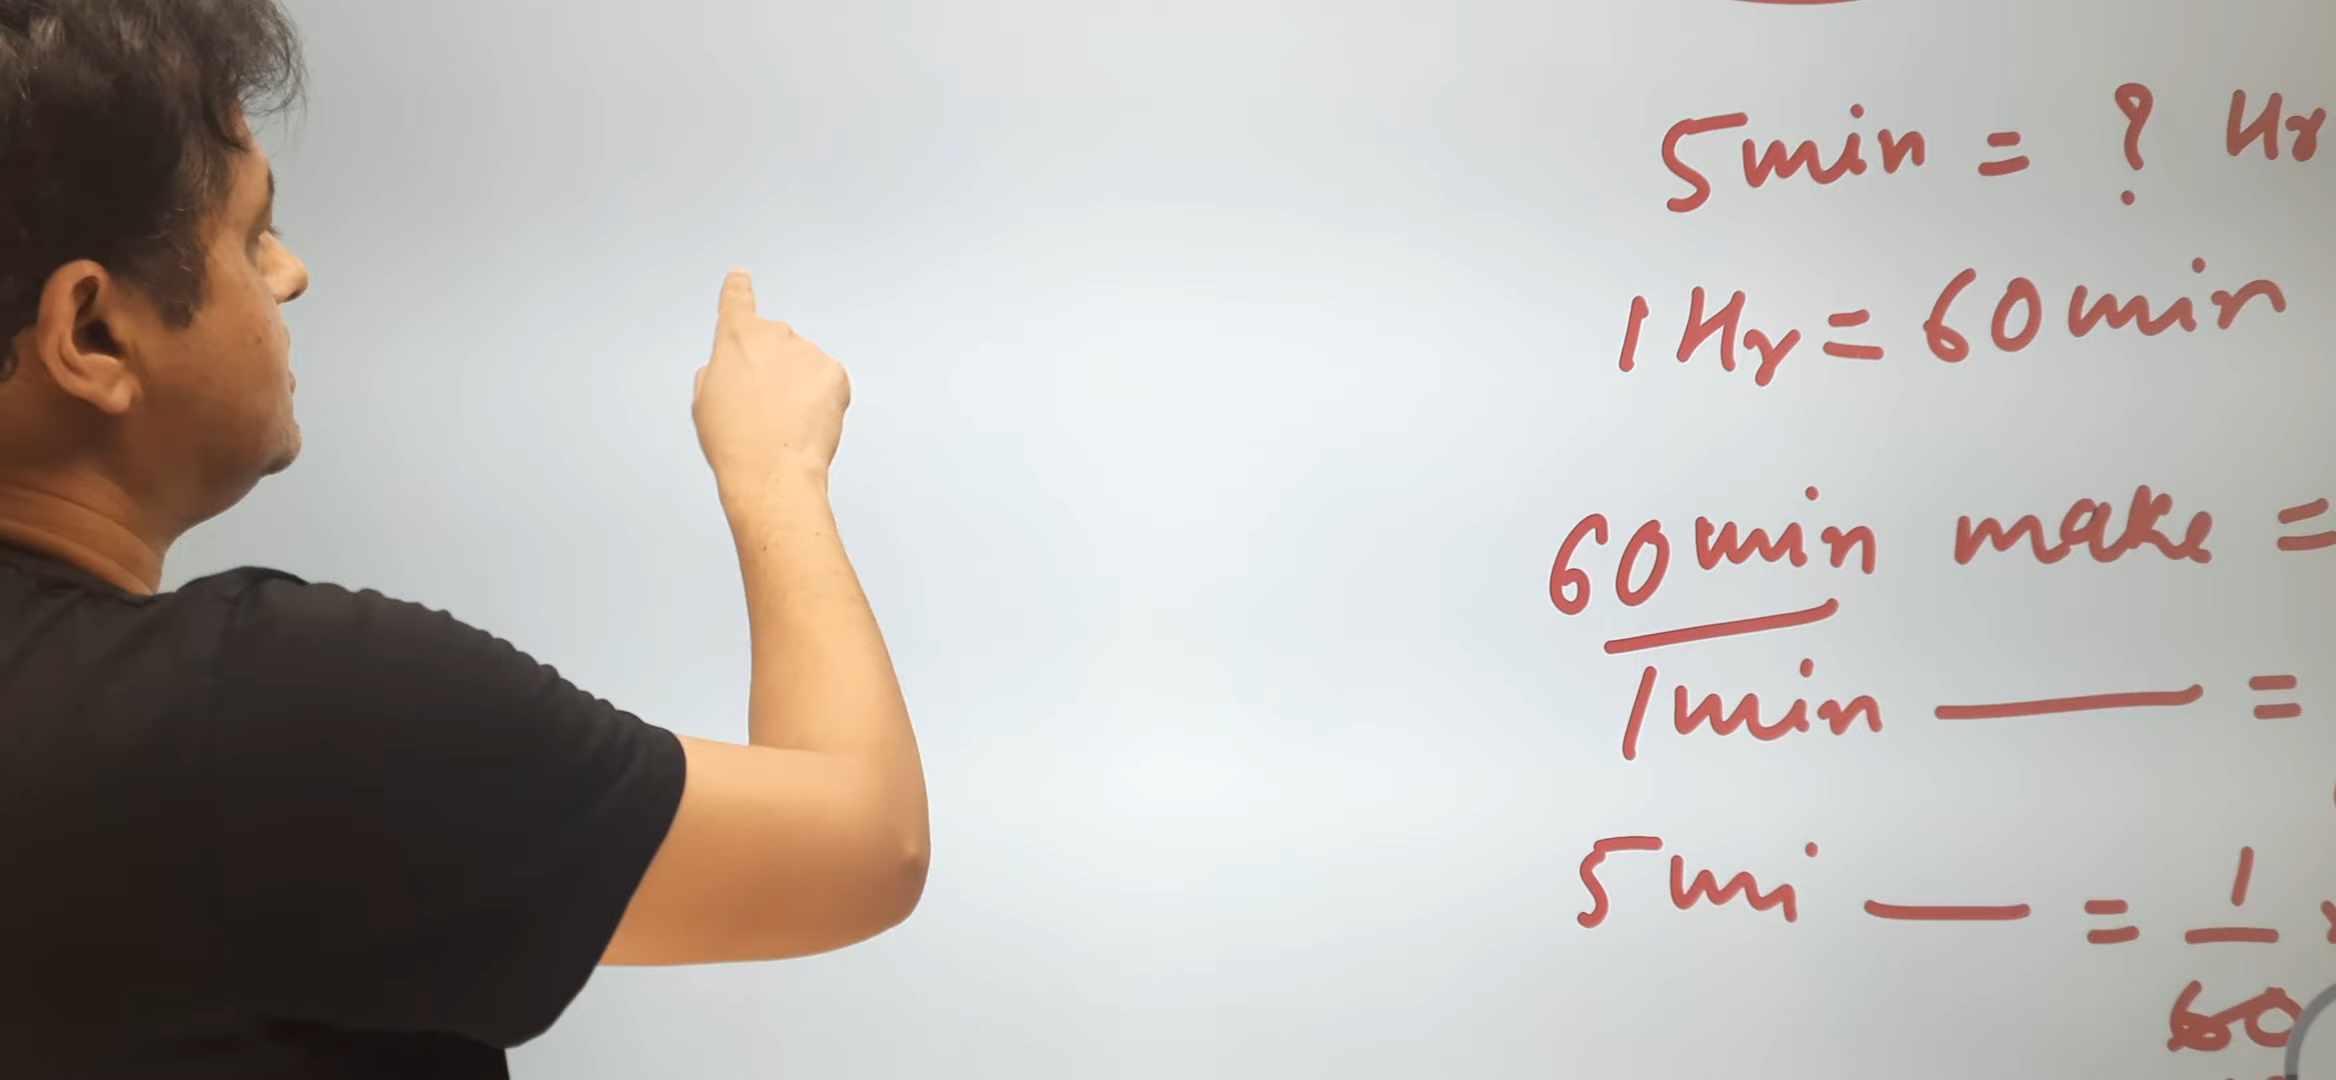 5 min = ? Hr
1 Hr = 60 min
60 min make =
1 min — =
5 mi — = 1
60